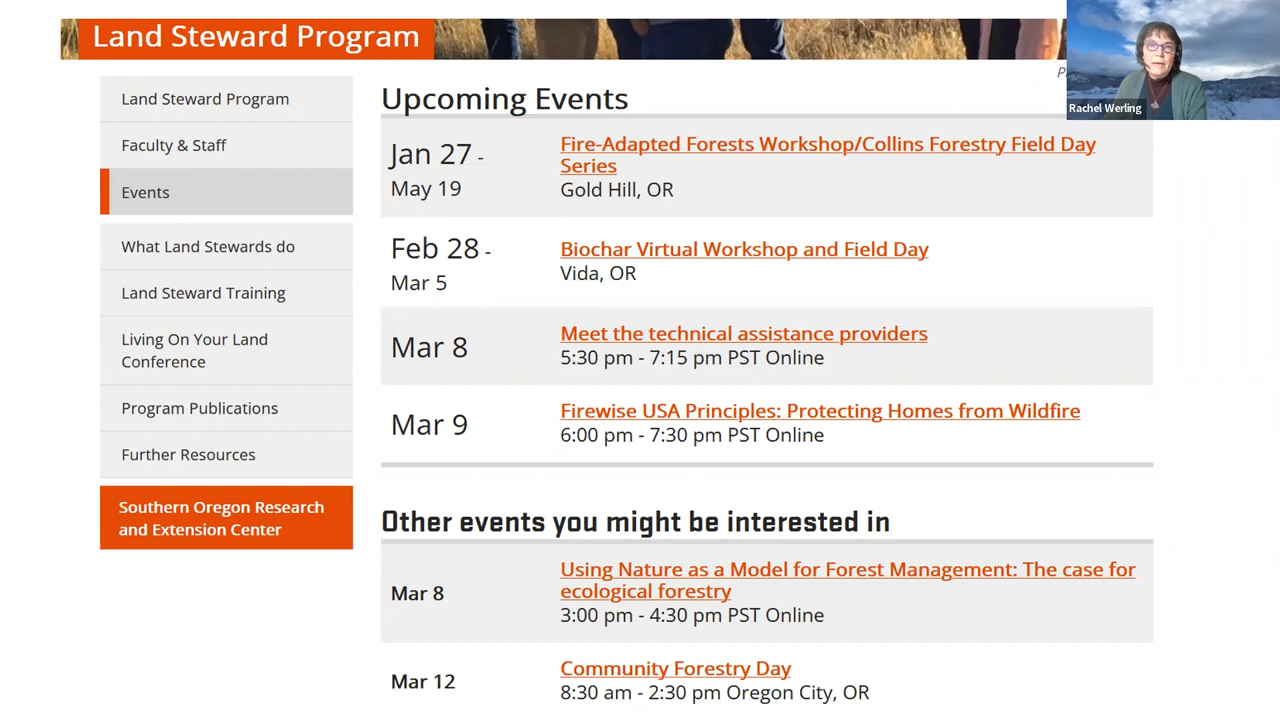 Land Steward Program
Rachel Werling
Land Steward Program
Faculty & Staff
Events
What Land Stewards do
Land Steward Training
Living On Your Land
Conference
Program Publications
Further Resources
Southern Oregon Research
and Extension Center
Upcoming Events
Jan 27 -
May 19
Fire-Adapted Forests Workshop/Collins Forestry Field Day
Series
Gold Hill, OR
Feb 28 -
Mar 5
Biochar Virtual Workshop and Field Day
Vida, OR
Mar 8
Meet the technical assistance providers
5:30 pm - 7:15 pm PST Online
Mar 9
Firewise USA Principles: Protecting Homes from Wildfire
6:00 pm - 7:30 pm PST Online
Other events you might be interested in
Mar 8
Using Nature as a Model for Forest Management: The case for
ecological forestry
3:00 pm - 4:30 pm PST Online
Mar 12
Community Forestry Day
8:30 am - 2:30 pm Oregon City, OR